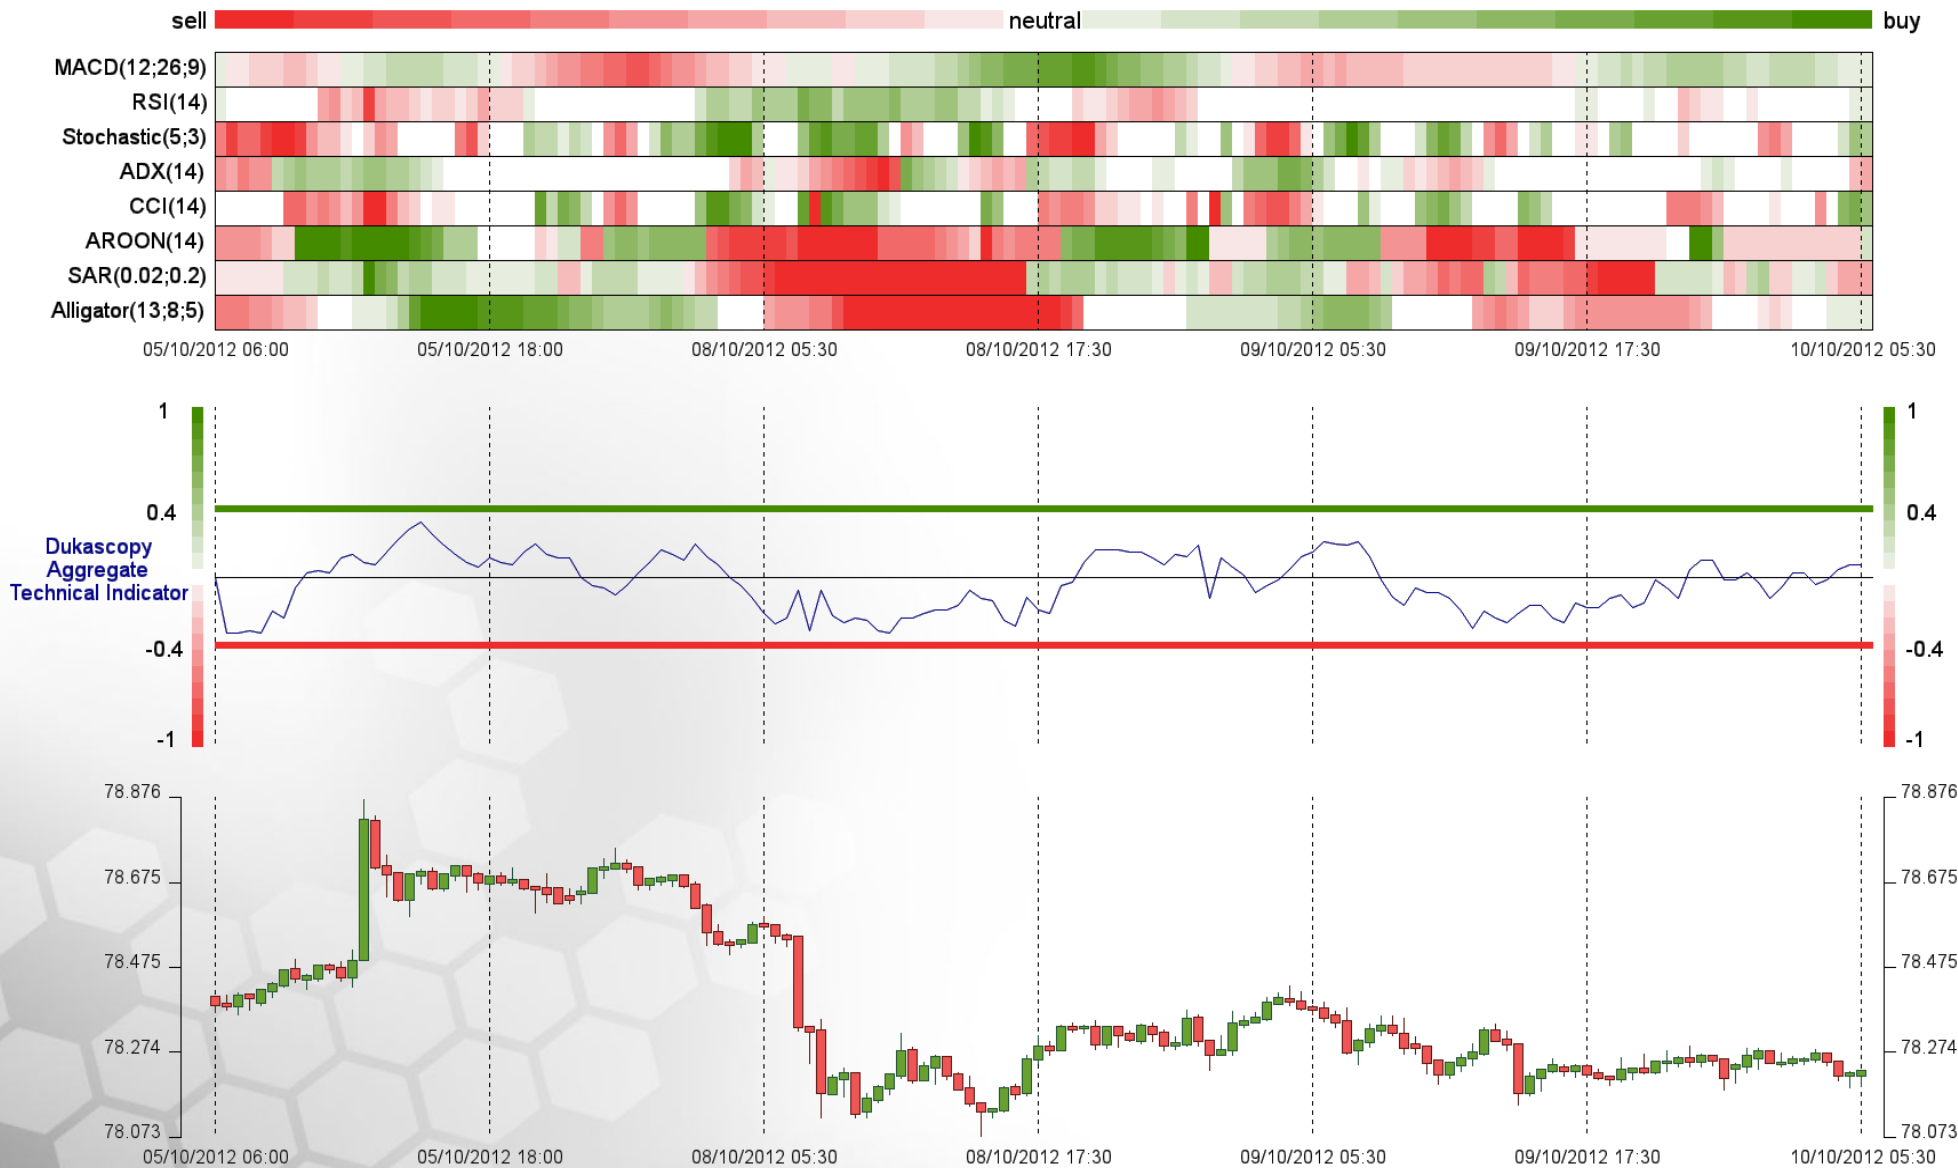 sell neutral buy
MACD(12;26;9)
RSI(14)
Stochastic(5;3)
ADX(14)
CCI(14)
AROON(14)
SAR(0.02;0.2)
Alligator(13;8;5)
05/10/2012 06:00 05/10/2012 18:00 08/10/2012 05:30 08/10/2012 17:30 09/10/2012 05:30 09/10/2012 17:30 10/10/2012 05:30
1 1
0.4 0.4
Dukascopy
Aggregate
Technical Indicator
-0.4 -0.4
-1 -1
78.876 78.876
78.675 78.675
78.475 78.475
78.274 78.274
78.073 78.073
05/10/2012 06:00 05/10/2012 18:00 08/10/2012 05:30 08/10/2012 17:30 09/10/2012 05:30 09/10/2012 17:30 10/10/2012 05:30